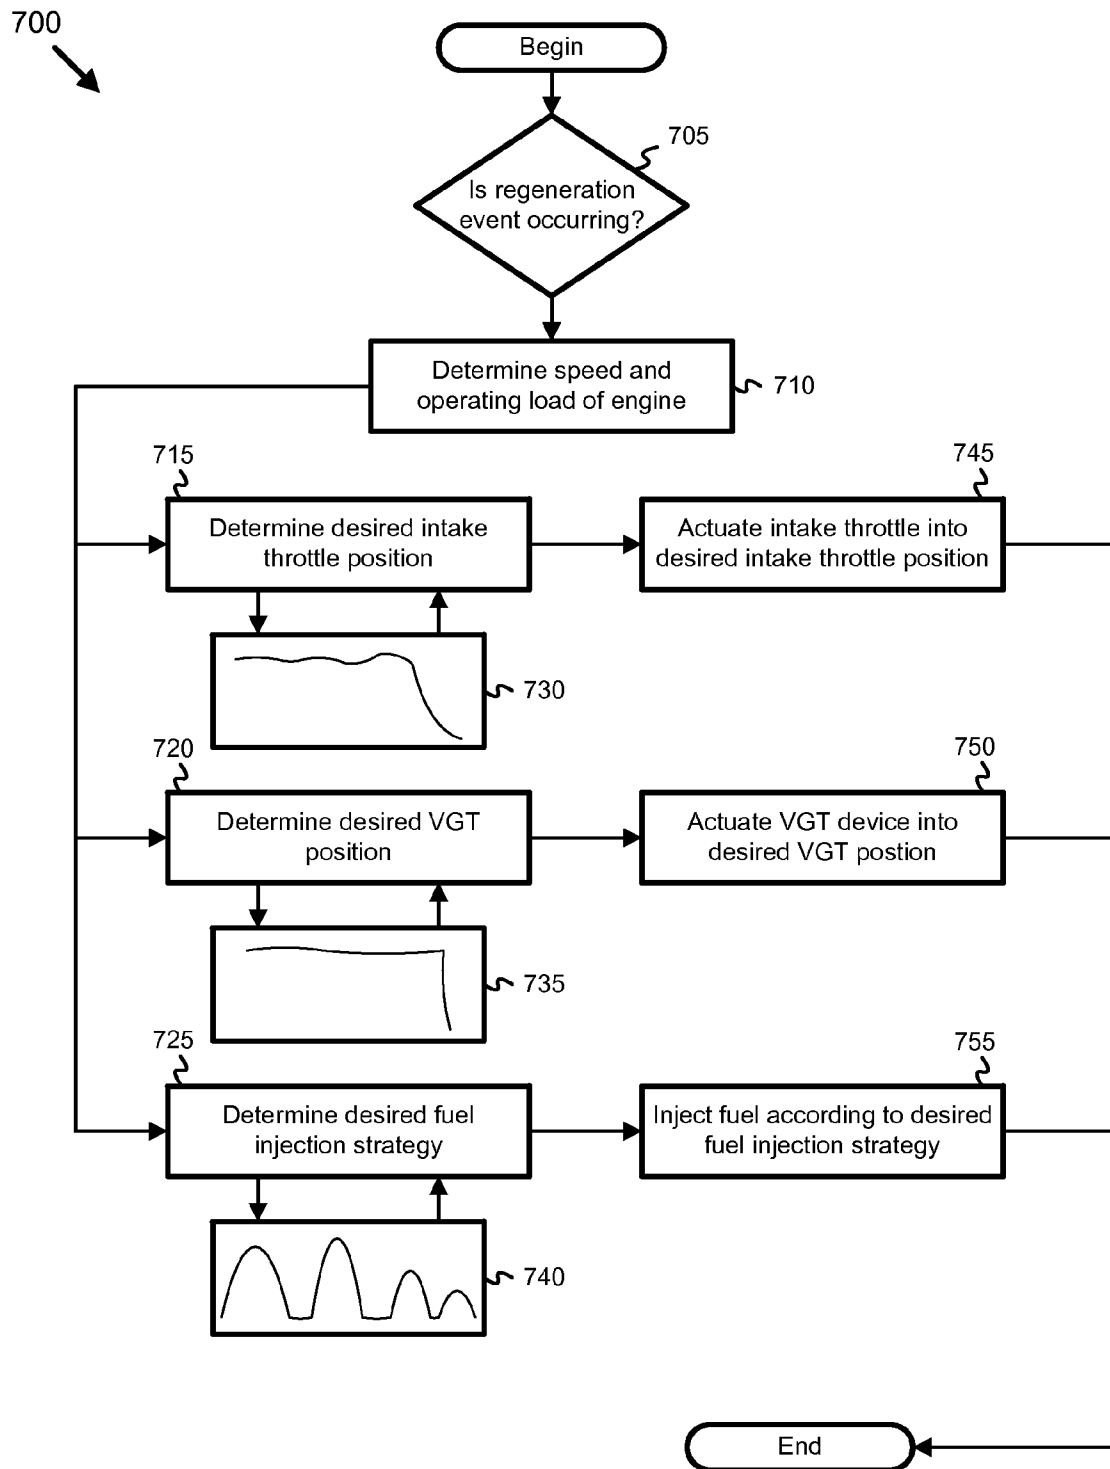 700
Begin
705
Is regeneration
event occurring?
Determine speed and
operating load of engine
710
715
Determine desired intake
throttle position
745
Actuate intake throttle into
desired intake throttle position
730
720
Determine desired VGT
position
750
Actuate VGT device into
desired VGT postion
735
725
Determine desired fuel
injection strategy
755
Inject fuel according to desired
fuel injection strategy
740
End